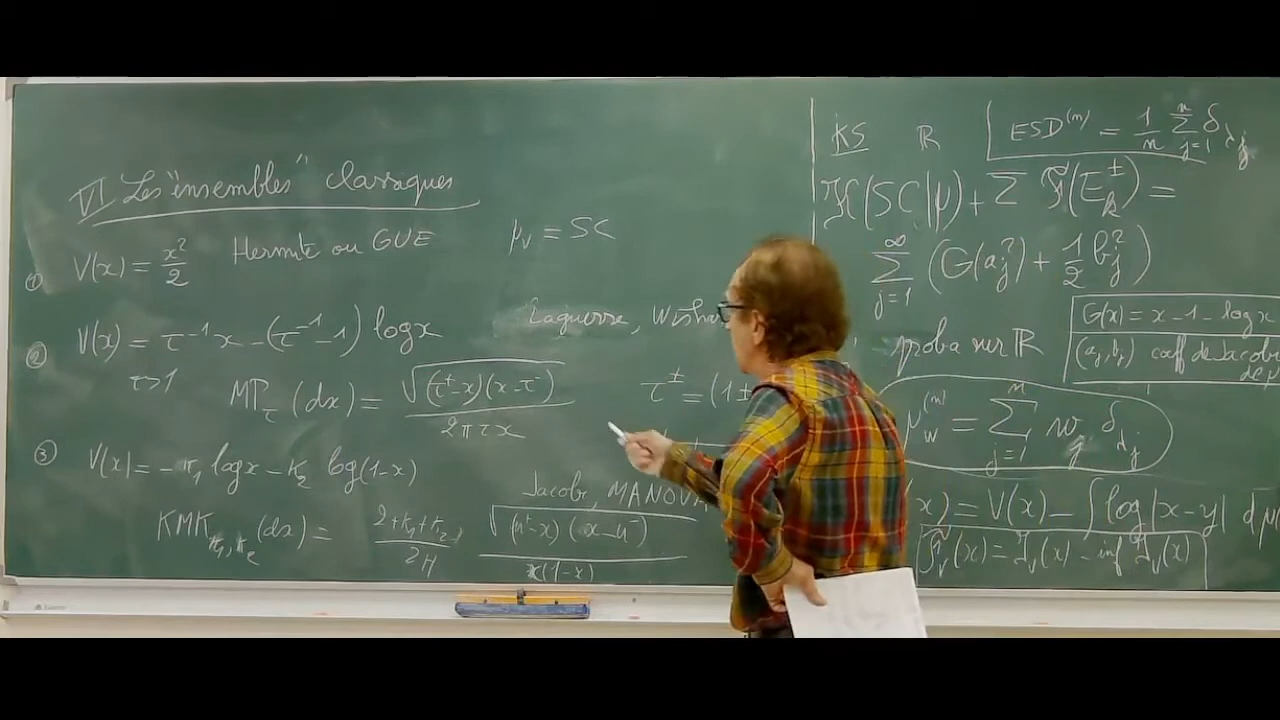 VI Les "ensembles" classiques
① V(x) = x²/2 Hermite ou GUE μ_V = SC
② V(x) = τ⁻¹x − (τ⁻¹ − 1) log x Laguerre, Wisha
τ>1 MP_τ (dx) = √((τ⁺−x)(x−τ⁻)) / 2πτx τ^± = (1±
③ V(x) = −κ₁ log x − κ₂ log(1−x)
Jacobi, MANOVA
KMK_{κ₁,κ₂}(dx) = (2+κ₁+κ₂)/2π √((u⁺−x)(x−u⁻)) / x(1−x)
KS ℝ ESD⁽ⁿ⁾ = 1/n Σ_{j=1}^n δ_{λ_j}
K(SC|μ) + Σ F(E_k^±) =
Σ_{j=1}^∞ (G(a_j²) + 1/2 b_j²)
G(x) = x − 1 − log x
proba sur ℝ
(a_j, b_j) coeff de Jacobi
de μ
μ_w⁽ⁿ⁾ = Σ_{j=1}^n w_j δ_{λ_j}
(x) = V(x) − ∫ log|x−y| dμ
F̃_V(x) = J_V(x) − inf J_V(x)